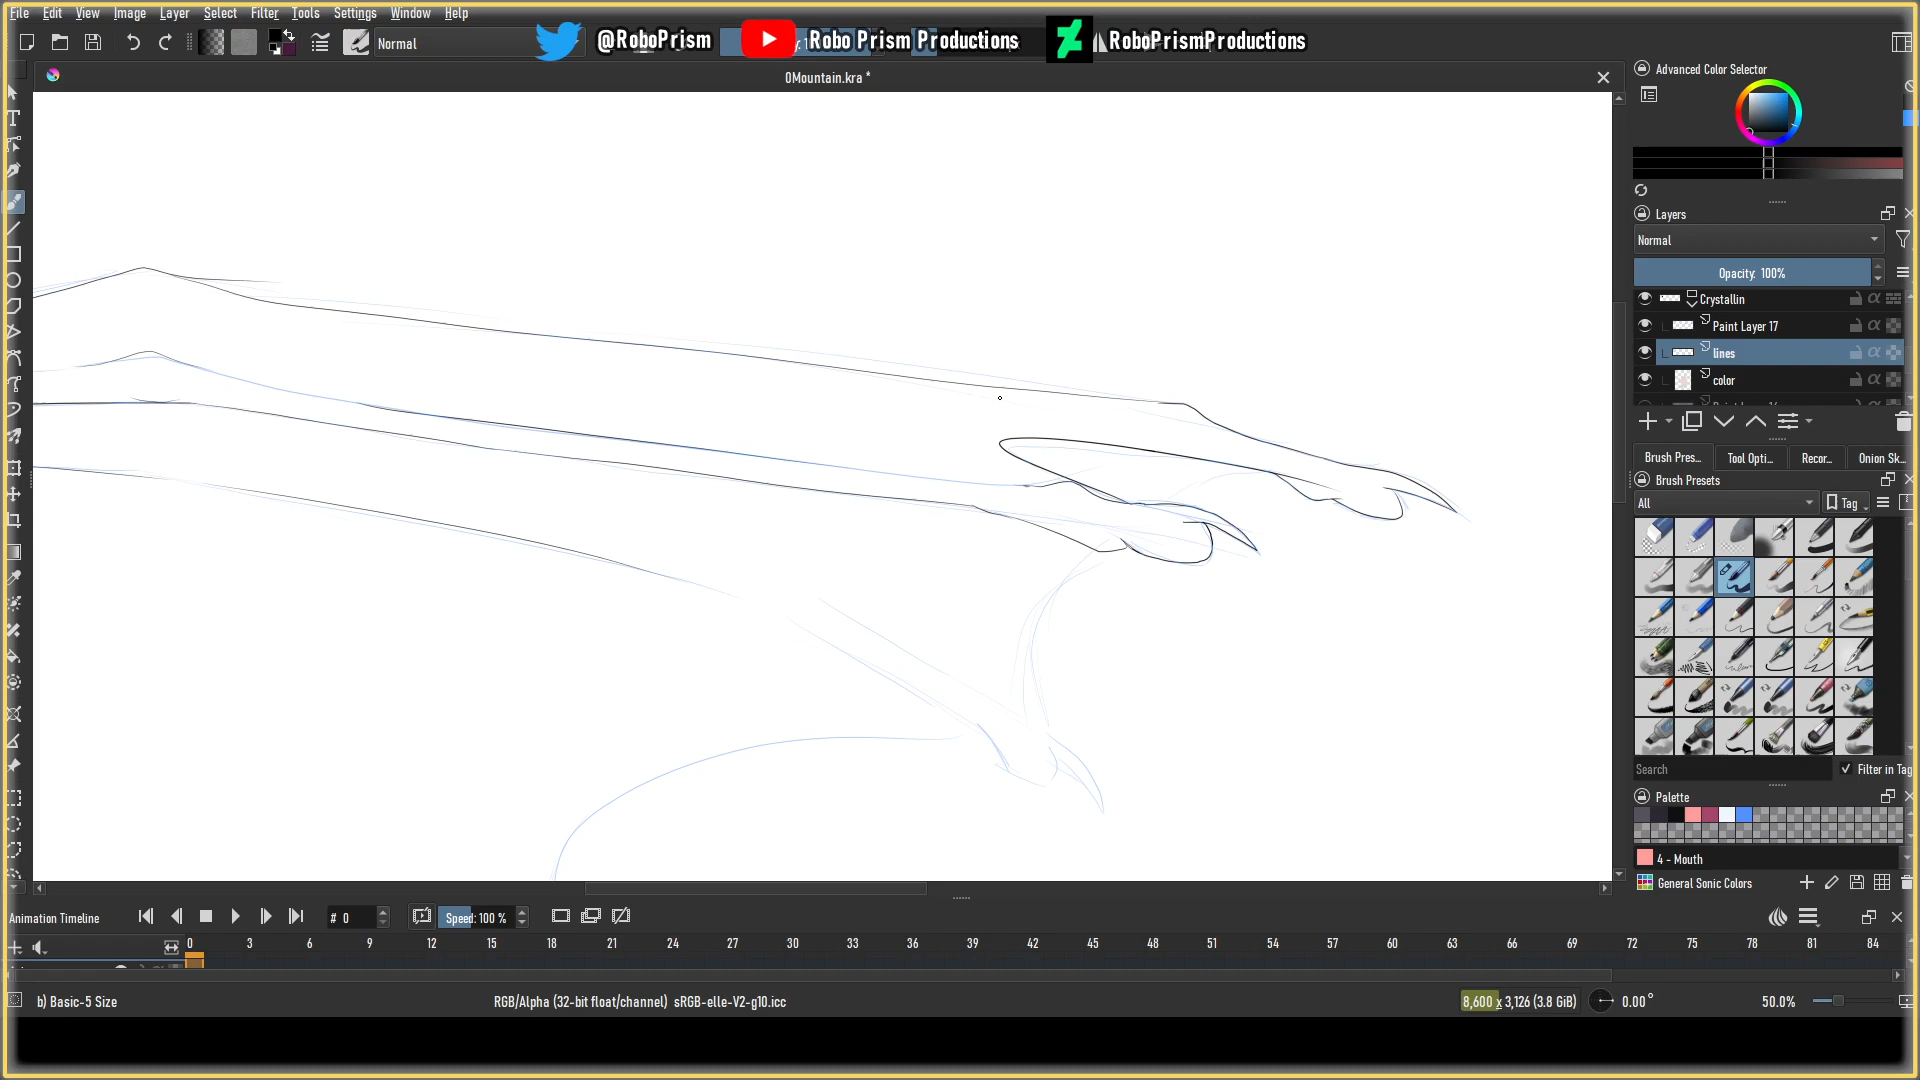 File Edit View Image Layer Select Filter Tools Settings Window Help
Normal
@RoboPrism
Robo Prism Productions
RoboPrismProductions
0Mountain.kra *
Advanced Color Selector
Layers
Normal
Opacity: 100%
Crystallin
Paint Layer 17
lines
color
Brush Pres...
Tool Opti...
Recor...
Onion Sk...
Brush Presets
All
Tag
Search
Filter in Tag
Palette
4 - Mouth
General Sonic Colors
Animation Timeline
# 0
Speed: 100 %
0 3 6 9 12 15 18 21 24 27 30 33 36 39 42 45 48 51 54 57 60 63 66 69 72 75 78 81 84
b) Basic-5 Size
RGB/Alpha (32-bit float/channel) sRGB-elle-V2-g10.icc
8,600 x 3,126 (3.8 GiB)
0.00°
50.0%